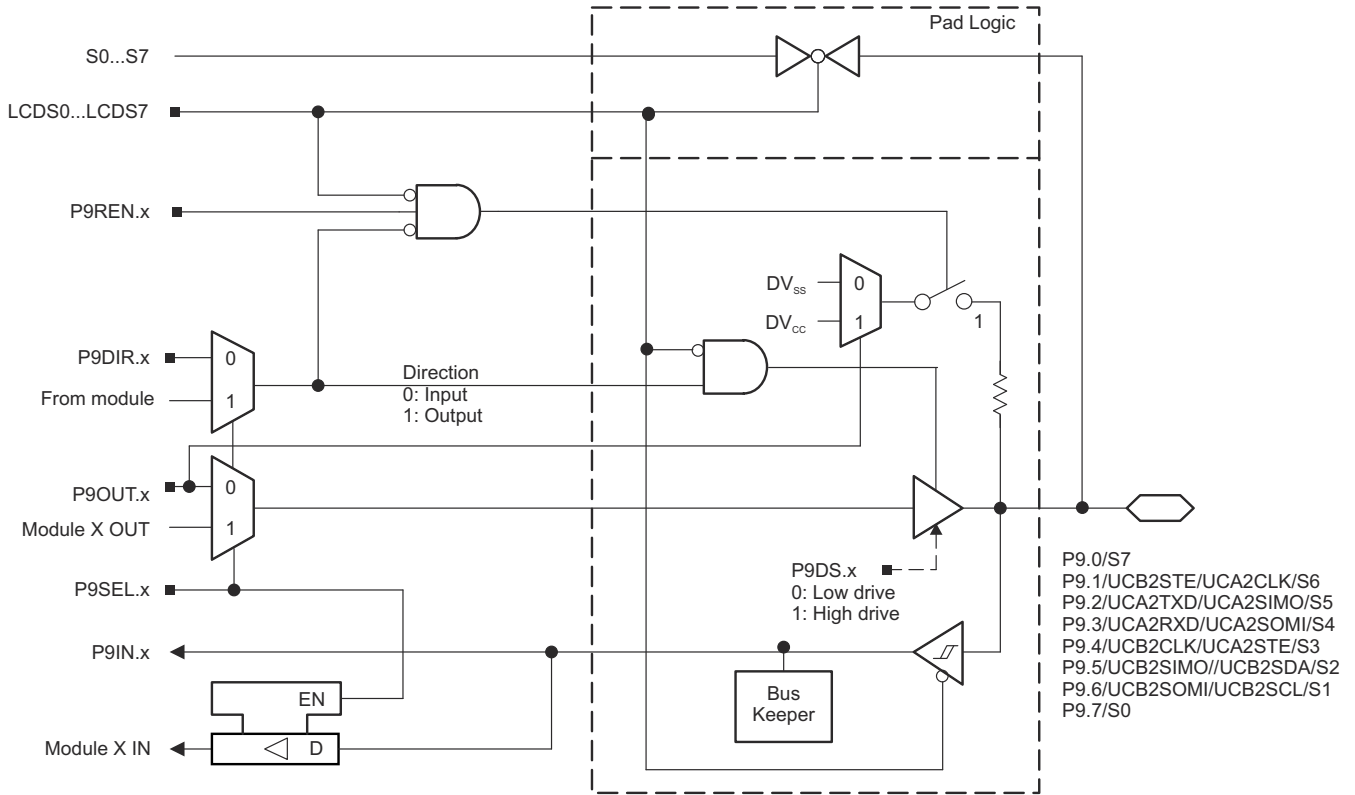 Pad Logic
S0...S7
LCDS0...LCDS7
P9REN.x
DVSS
0
DVCC
1
1
P9DIR.x
0
From module
1
Direction
0: Input
1: Output
P9OUT.x
0
Module X OUT
1
P9SEL.x
P9DS.x
0: Low drive
1: High drive
P9IN.x
EN
Bus
Keeper
Module X IN
D
P9.0/S7
P9.1/UCB2STE/UCA2CLK/S6
P9.2/UCA2TXD/UCA2SIMO/S5
P9.3/UCA2RXD/UCA2SOMI/S4
P9.4/UCB2CLK/UCA2STE/S3
P9.5/UCB2SIMO//UCB2SDA/S2
P9.6/UCB2SOMI/UCB2SCL/S1
P9.7/S0